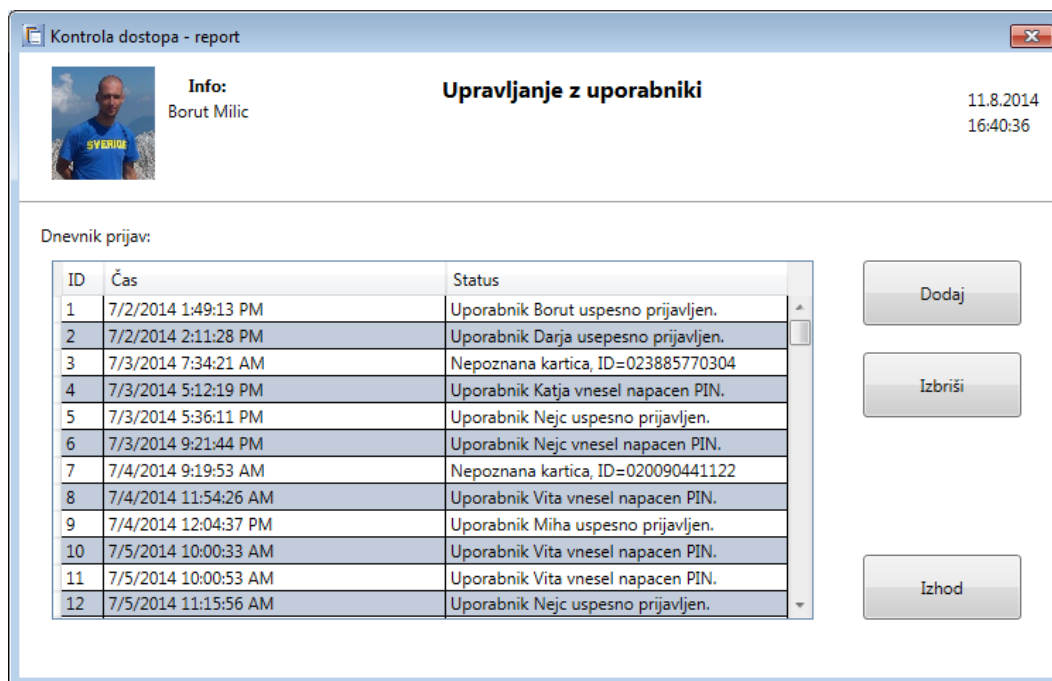 Kontrola dostopa - report
Info:
Borut Milic
SVERIGE
Upravljanje z uporabniki
11.8.2014
16:40:36
Dnevnik prijav:
ID Čas Status
1 7/2/2014 1:49:13 PM Uporabnik Borut uspesno prijavljen.
2 7/2/2014 2:11:28 PM Uporabnik Darja usepesno prijavljen.
3 7/3/2014 7:34:21 AM Nepoznana kartica, ID=023885770304
4 7/3/2014 5:12:19 PM Uporabnik Katja vnesel napacen PIN.
5 7/3/2014 5:36:11 PM Uporabnik Nejc uspesno prijavljen.
6 7/3/2014 9:21:44 PM Uporabnik Nejc vnesel napacen PIN.
7 7/4/2014 9:19:53 AM Nepoznana kartica, ID=020090441122
8 7/4/2014 11:54:26 AM Uporabnik Vita vnesel napacen PIN.
9 7/4/2014 12:04:37 PM Uporabnik Miha uspesno prijavljen.
10 7/5/2014 10:00:33 AM Uporabnik Vita vnesel napacen PIN.
11 7/5/2014 10:00:53 AM Uporabnik Vita vnesel napacen PIN.
12 7/5/2014 11:15:56 AM Uporabnik Nejc uspesno prijavljen.
Dodaj
Izbriši
Izhod